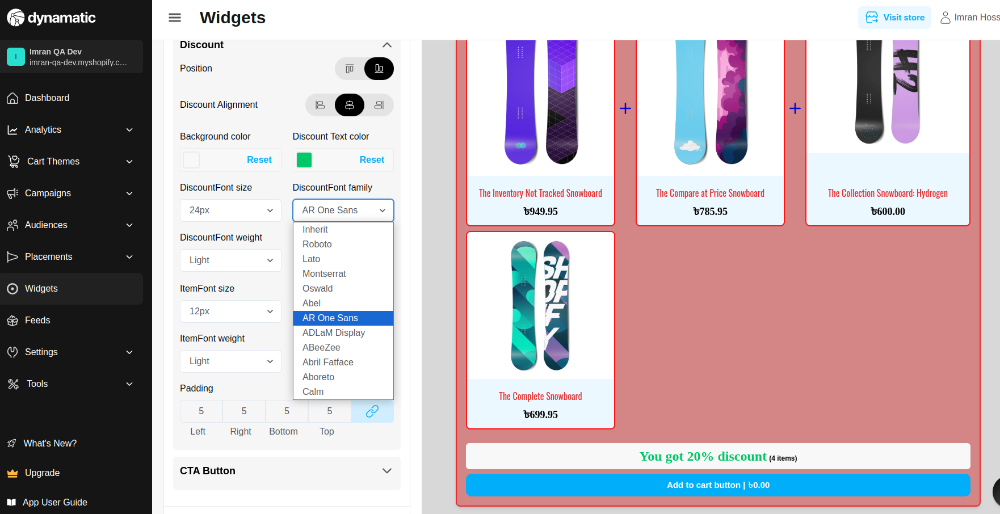 dynamatic
Widgets
Visit store
Imran Hoss
I
Imran QA Dev
imran-qa-dev.myshopify.c...
Dashboard
Analytics
Cart Themes
Campaigns
Audiences
Placements
Widgets
Feeds
Settings
Tools
What's New?
Upgrade
App User Guide
Discount
Position
Discount Alignment
Background color
Discount Text color
Reset
Reset
DiscountFont size
DiscountFont family
24px
AR One Sans
DiscountFont weight
Light
ItemFont size
12px
ItemFont weight
Light
Inherit
Roboto
Lato
Montserrat
Oswald
Abel
AR One Sans
ADLaM Display
ABeeZee
Abril Fatface
Aboreto
Calm
Padding
5
5
5
5
Left
Right
Bottom
Top
CTA Button
+
+
The Inventory Not Tracked Snowboard
৳949.95
The Compare at Price Snowboard
৳785.95
The Collection Snowboard: Hydrogen
৳600.00
SH
OP
IF
Y
The Complete Snowboard
৳699.95
You got 20% discount (4 items)
Add to cart button | ৳0.00